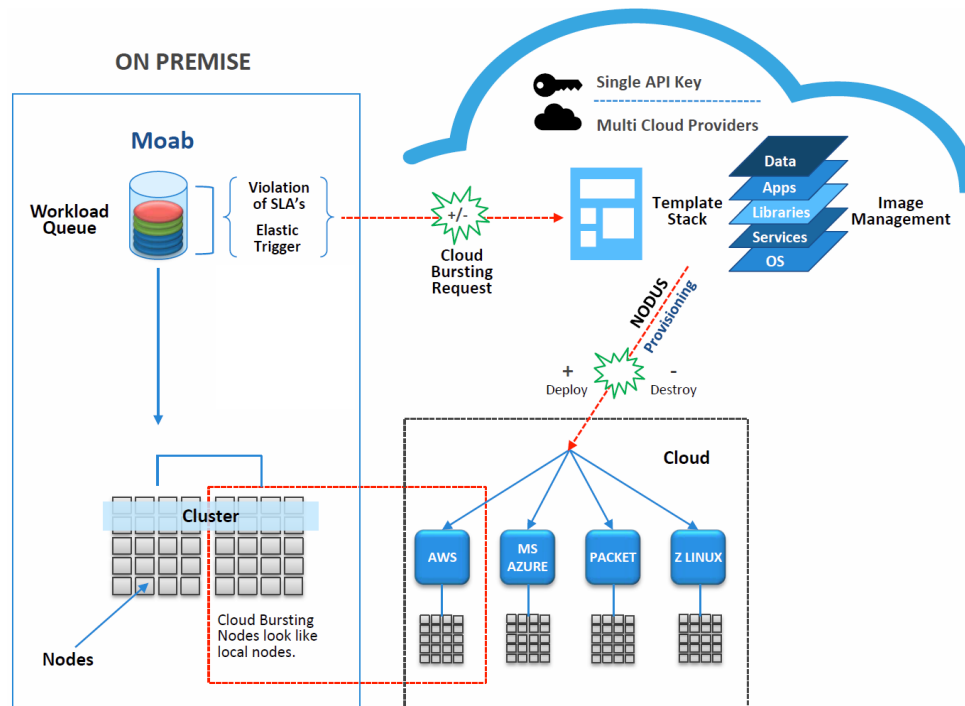 ON PREMISE
Moab
Workload
Queue
Violation
of SLA's
Elastic
Trigger
+/-
Cloud
Bursting
Request
Single API Key
Multi Cloud Providers
Template
Stack
Data
Apps
Libraries
Services
OS
Image
Management
NODUS
Provisioning
+
Deploy
-
Destroy
Cloud
AWS
MS
AZURE
PACKET
Z LINUX
Cluster
Cloud Bursting
Nodes look like
local nodes.
Nodes